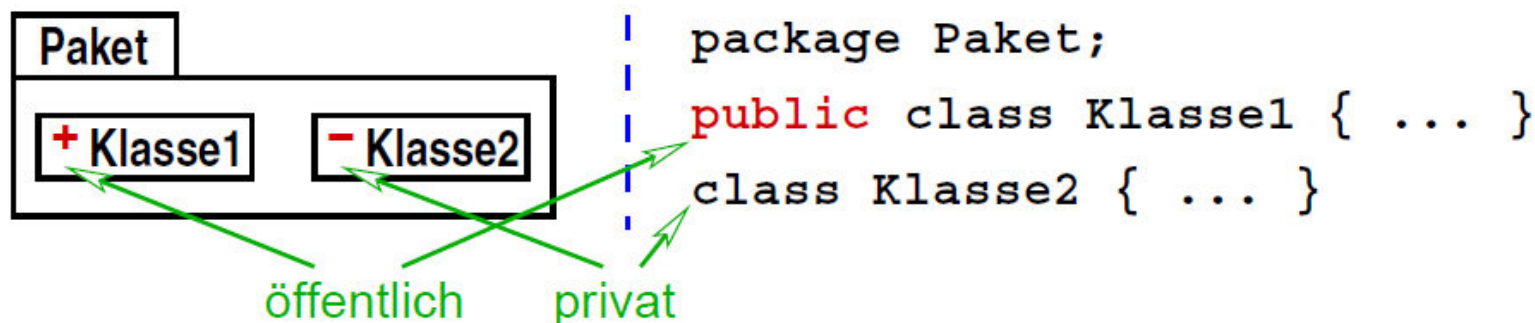 Paket
+ Klasse1
− Klasse2
package Paket;
public class Klasse1 { ... }
class Klasse2 { ... }
öffentlich
privat